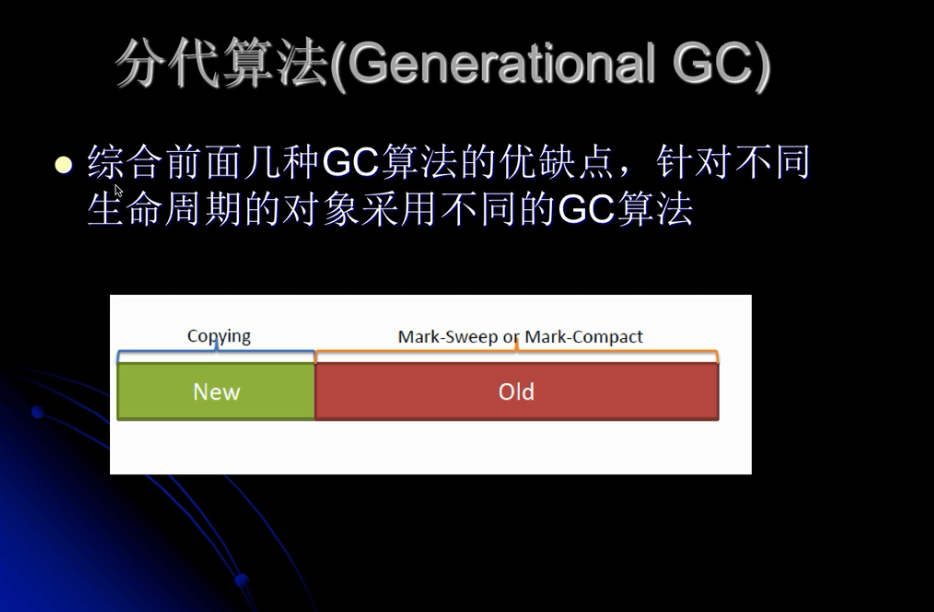 分代算法(Generational GC)
综合前面几种GC算法的优缺点，针对不同
生命周期的对象采用不同的GC算法
Copying
Mark-Sweep or Mark-Compact
New
Old